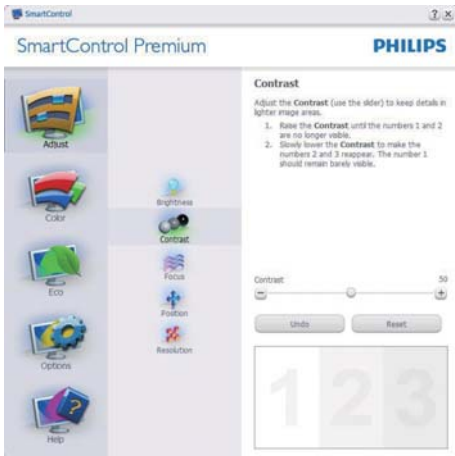 SmartControl
? x
SmartControl Premium
PHILIPS
Adjust
Color
Eco
Options
Help
Brightness
Contrast
Focus
Position
Resolution
Contrast
Adjust the Contrast (use the slider) to keep details in
lighter image areas.
1. Raise the Contrast until the numbers 1 and 2
are no longer visible.
2. Slowly lower the Contrast to make the
numbers 2 and 3 reappear. The number 1
should remain barely visible.
Contrast 50
− +
Undo Reset
1 2 3